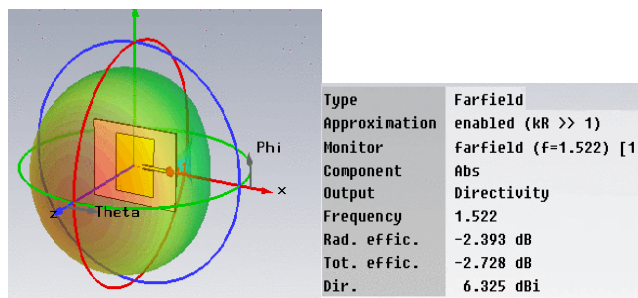 Phi
x
z
Theta
Type Farfield
Approximation enabled (kR >> 1)
Monitor farfield (f=1.522) [1
Component Abs
Output Directivity
Frequency 1.522
Rad. effic. -2.393 dB
Tot. effic. -2.728 dB
Dir. 6.325 dBi